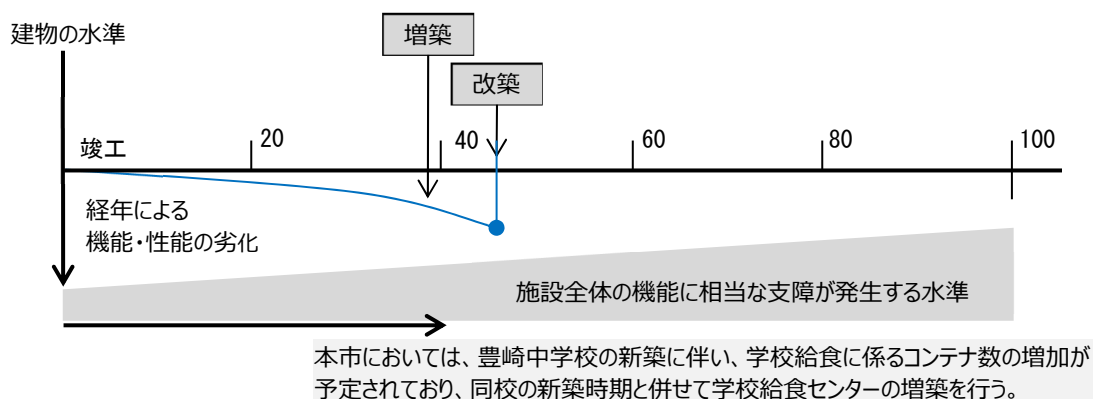 建物の水準
増築
改築
竣工
20
40
60
80
100
経年による
機能・性能の劣化
施設全体の機能に相当な支障が発生する水準
本市においては、豊崎中学校の新築に伴い、学校給食に係るコンテナ数の増加が
予定されており、同校の新築時期と併せて学校給食センターの増築を行う。